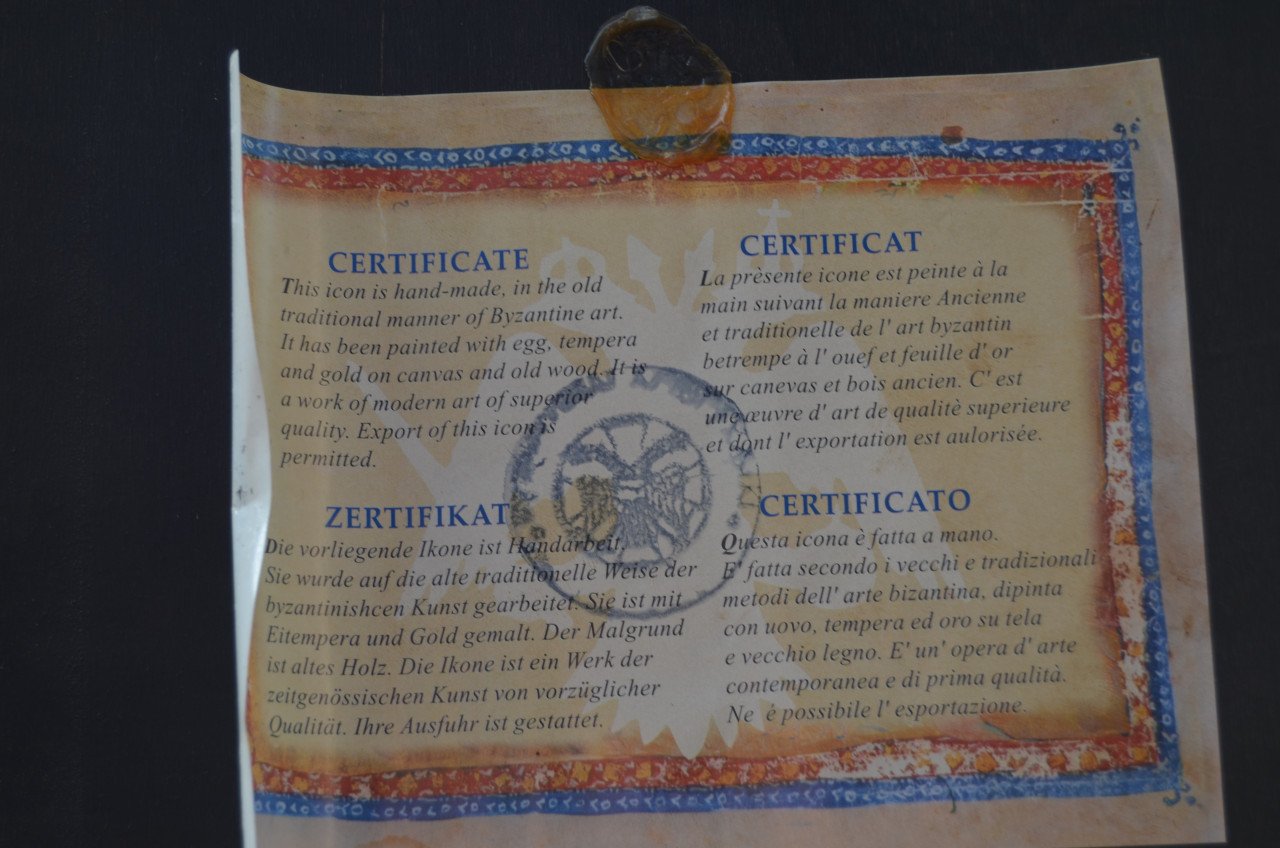 CERTIFICATE
This icon is hand-made, in the old
traditional manner of Byzantine art.
It has been painted with egg, tempera
and gold on canvas and old wood. It is
a work of modern art of superior
quality. Export of this icon is
permitted.
CERTIFICAT
La prèsente icone est peinte à la
main suivant la maniere Ancienne
et traditionelle de l' art byzantin
betrempe à l' ouef et feuille d' or
sur canevas et bois ancien. C' est
une œuvre d' art de qualitè superieure
et dont l' exportation est aulorisée.
ZERTIFIKAT
Die vorliegende Ikone ist Handarbeit.
Sie wurde auf die alte traditionelle Weise der
byzantinishcen Kunst gearbeitet. Sie ist mit
Eitempera und Gold gemalt. Der Malgrund
ist altes Holz. Die Ikone ist ein Werk der
zeitgenössischen Kunst von vorzüglicher
Qualität. Ihre Ausfuhr ist gestattet.
CERTIFICATO
Questa icona è fatta a mano.
E' fatta secondo i vecchi e tradizionali
metodi dell' arte bizantina, dipinta
con uovo, tempera ed oro su tela
e vecchio legno. E' un' opera d' arte
contemporanea e di prima qualità.
Ne é possibile l' esportazione.